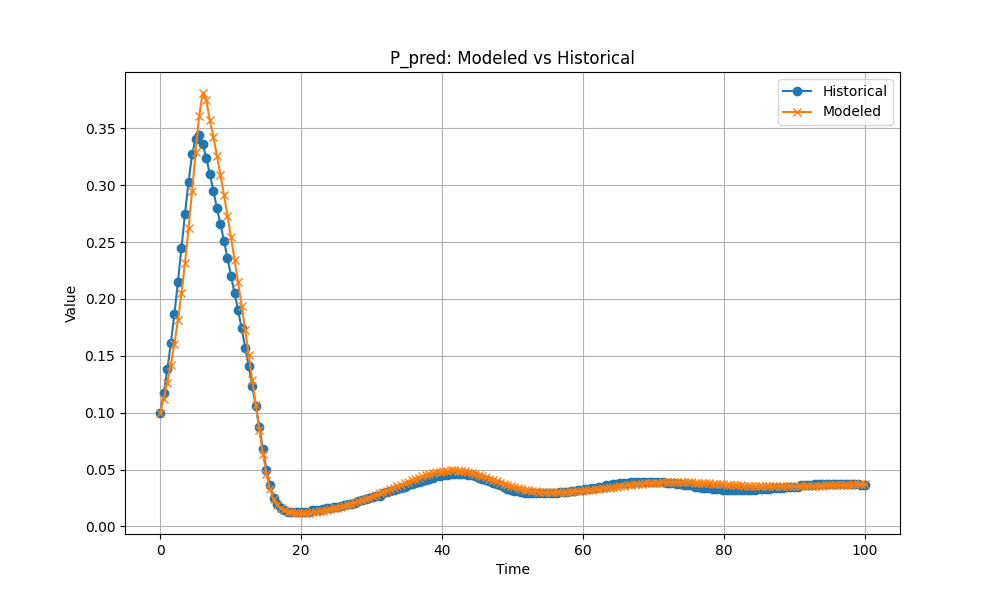 P_pred: Modeled vs Historical
Historical
Modeled
Value
0.35
0.30
0.25
0.20
0.15
0.10
0.05
0.00
0 20 40 60 80 100
Time